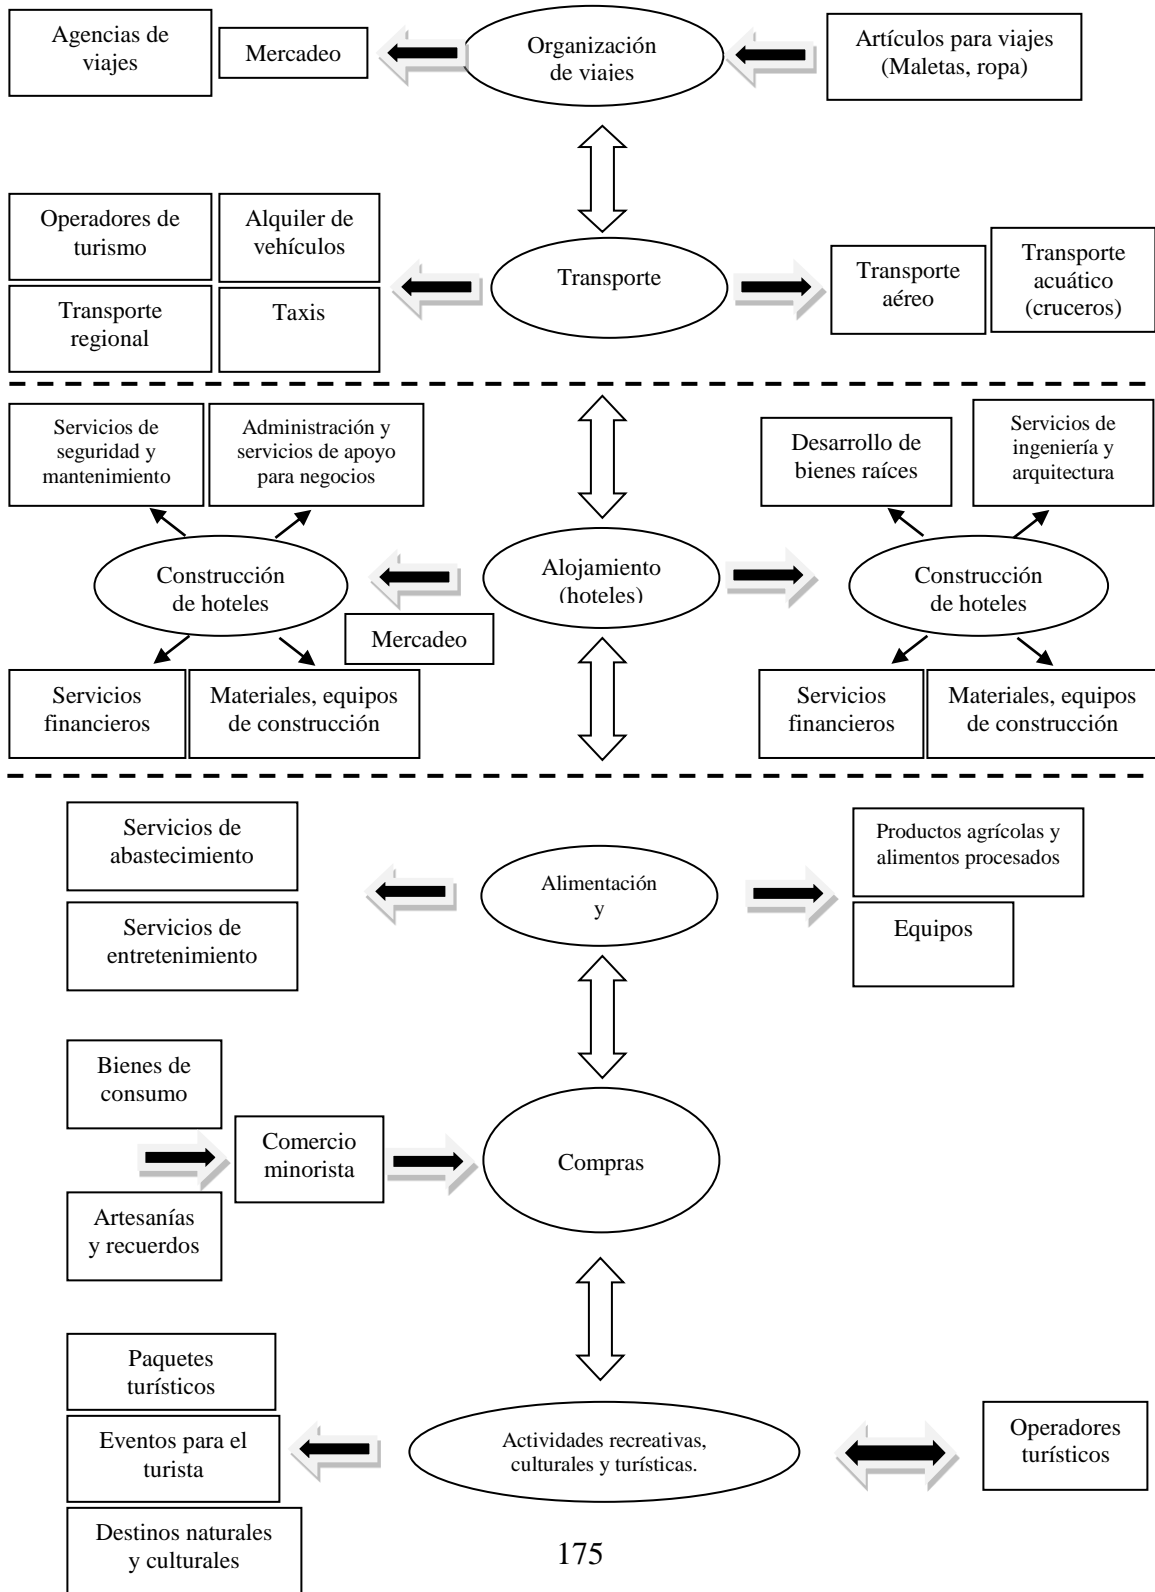 Agencias de
viajes
Mercadeo
Organización
de viajes
Artículos para viajes
(Maletas, ropa)
Operadores de
turismo
Alquiler de
vehículos
Transporte
regional
Taxis
Transporte
Transporte
aéreo
Transporte
acuático
(cruceros)
Servicios de
seguridad y
mantenimiento
Administración y
servicios de apoyo
para negocios
Desarrollo de
bienes raíces
Servicios de
ingeniería y
arquitectura
Construcción
de hoteles
Alojamiento
(hoteles)
Construcción
de hoteles
Mercadeo
Servicios
financieros
Materiales, equipos
de construcción
Servicios
financieros
Materiales, equipos
de construcción
Servicios de
abastecimiento
Servicios de
entretenimiento
Alimentación
y
Productos agrícolas y
alimentos procesados
Equipos
Bienes de
consumo
Comercio
minorista
Compras
Artesanías
y recuerdos
Paquetes
turísticos
Eventos para el
turista
Destinos naturales
y culturales
Actividades recreativas,
culturales y turísticas.
Operadores
turísticos
175